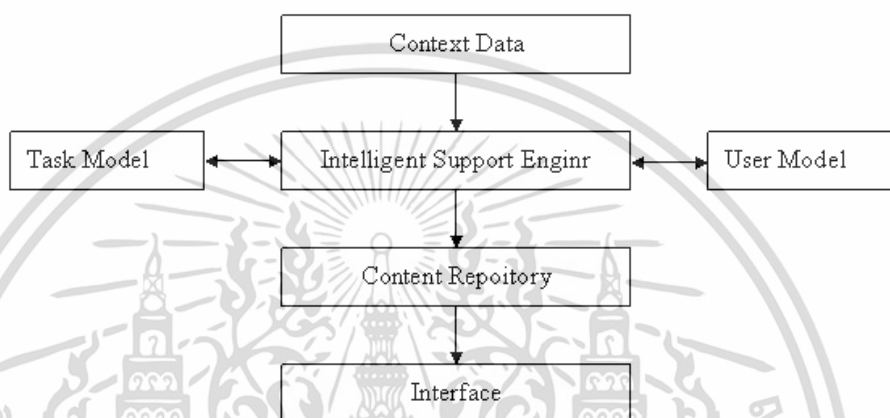 Context Data
Task Model
Intelligent Support Enginr
User Model
Content Repoitory
Interface